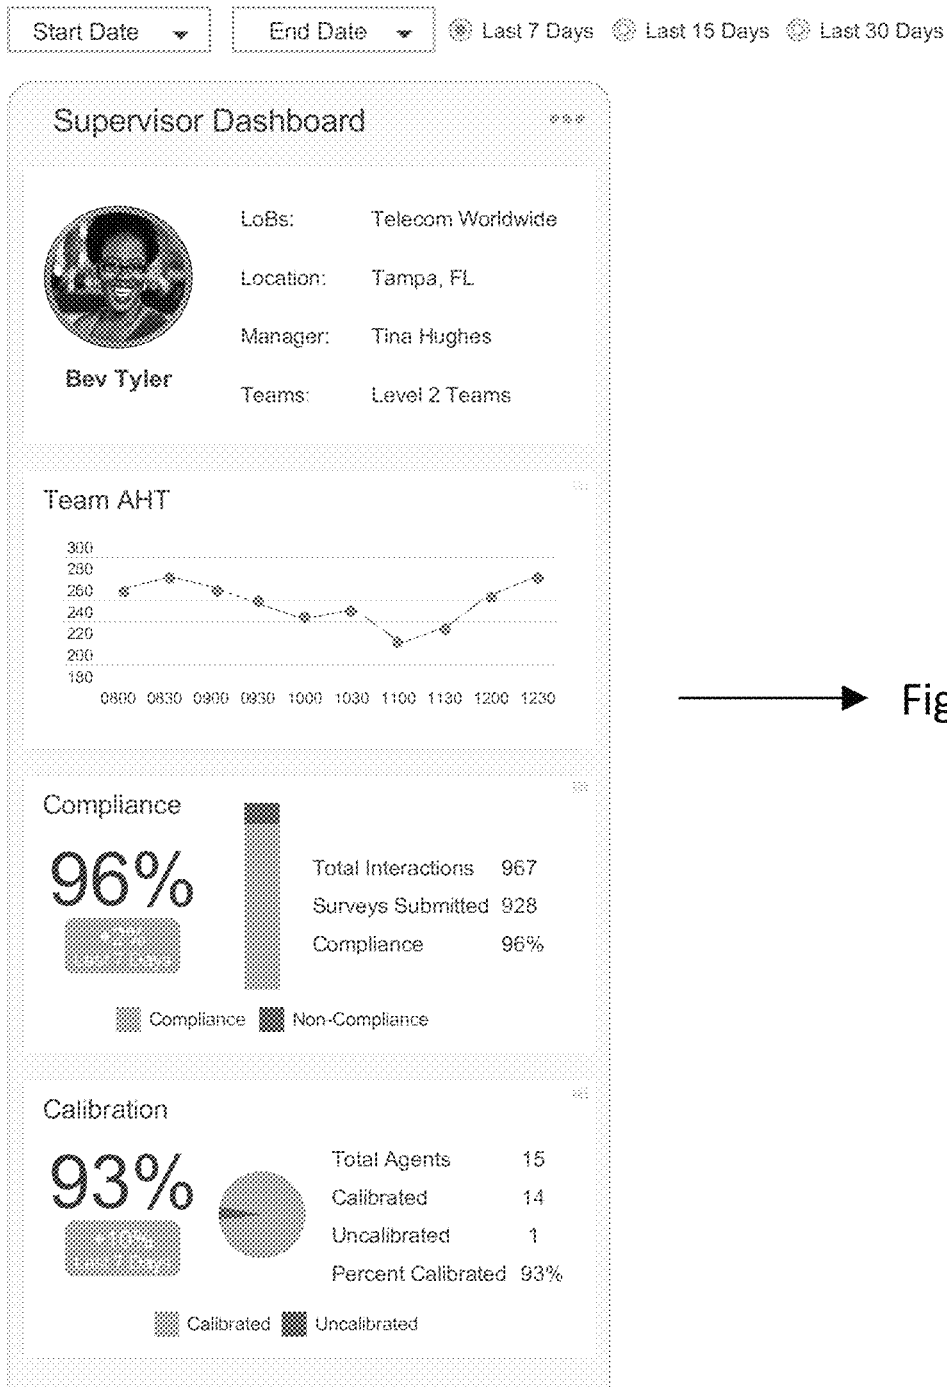 Start Date End Date Last 7 Days Last 15 Days Last 30 Days
Supervisor Dashboard
LoBs: Telecom Worldwide
Location: Tampa, FL
Manager: Tina Hughes
Bev Tyler
Teams: Level 2 Teams
Team AHT
300
280
260
240
220
200
180
0800 0830 0900 0930 1000 1030 1100 1130 1200 1230
Fig
Compliance
96%
Total Interactions 967
Surveys Submitted 928
Compliance 96%
Compliance Non-Compliance
Calibration
93%
Total Agents 15
Calibrated 14
Uncalibrated 1
Percent Calibrated 93%
Calibrated Uncalibrated